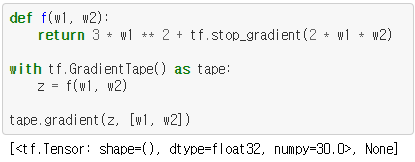 def f(w1, w2):
    return 3 * w1 ** 2 + tf.stop_gradient(2 * w1 * w2)
with tf.GradientTape() as tape:
    z = f(w1, w2)
tape.gradient(z, [w1, w2])
[<tf.Tensor: shape=(), dtype=float32, numpy=30.0>, None]